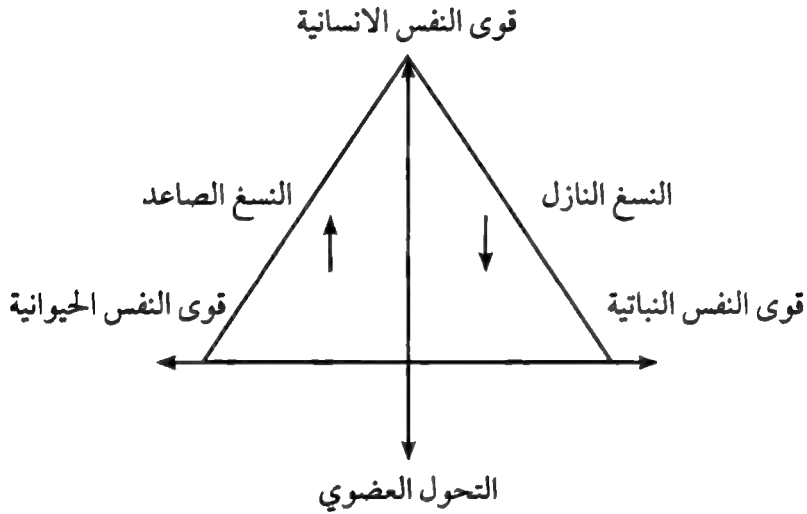 قوى النفس الانسانية
النسغ النازل
النسغ الصاعد
قوى النفس النباتية
قوى النفس الحيوانية
التحول العضوي